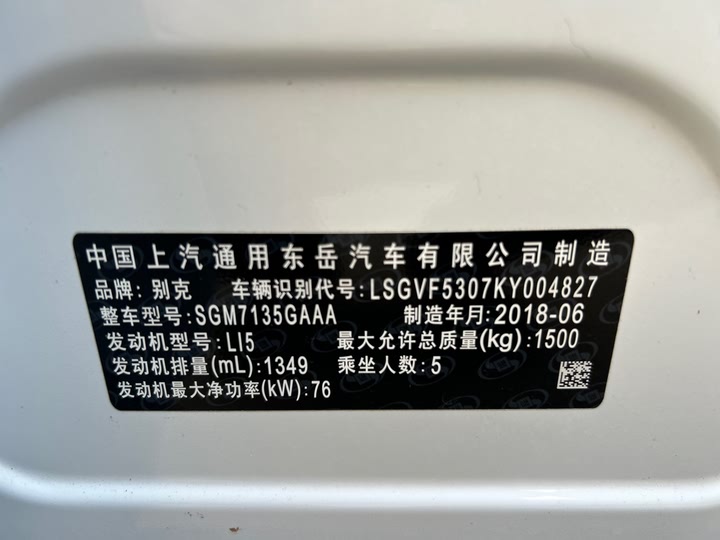 中国上汽通用东岳汽车有限公司制造
品牌: 别克 车辆识别代号:LSGVF5307KY004827
整车型号:SGM7135GAAA 制造年月:2018-06
发动机型号:LI5 最大允许总质量(kg):1500
发动机排量(mL):1349 乘坐人数:5
发动机最大净功率(kW):76